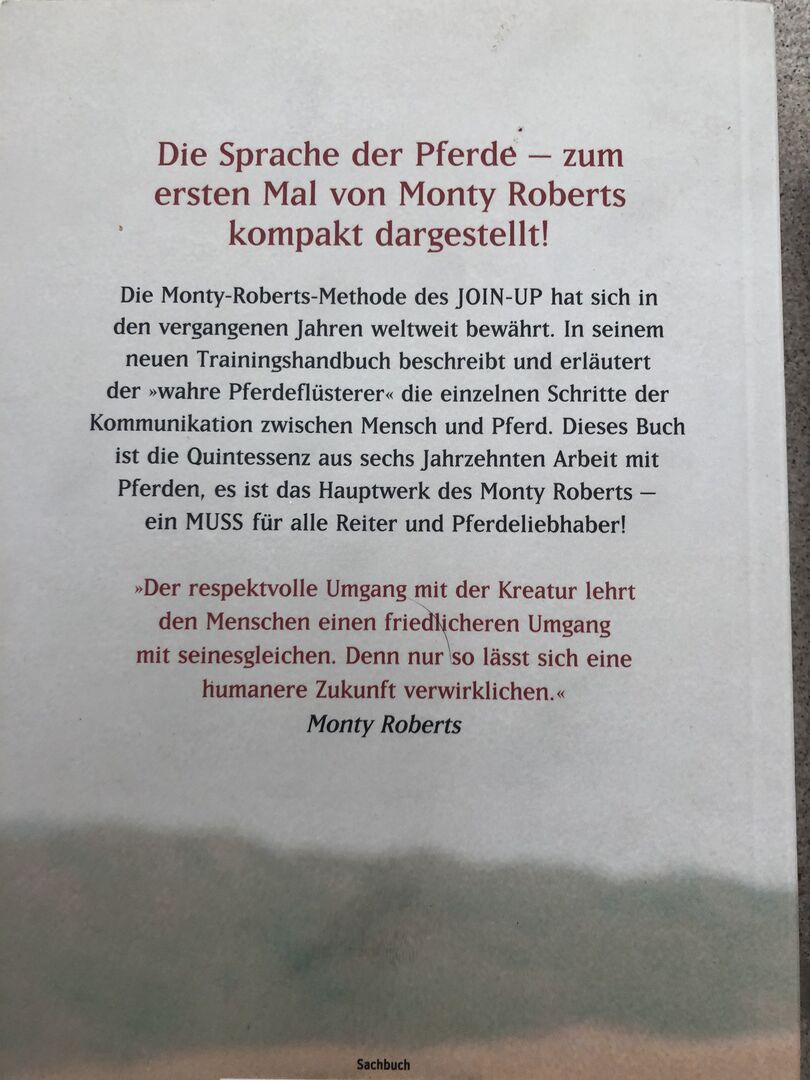 Die Sprache der Pferde – zum
ersten Mal von Monty Roberts
kompakt dargestellt!
Die Monty-Roberts-Methode des JOIN-UP hat sich in
den vergangenen Jahren weltweit bewährt. In seinem
neuen Trainingshandbuch beschreibt und erläutert
der »wahre Pferdeflüsterer« die einzelnen Schritte der
Kommunikation zwischen Mensch und Pferd. Dieses Buch
ist die Quintessenz aus sechs Jahrzehnten Arbeit mit
Pferden, es ist das Hauptwerk des Monty Roberts –
ein MUSS für alle Reiter und Pferdeliebhaber!
»Der respektvolle Umgang mit der Kreatur lehrt
den Menschen einen friedlicheren Umgang
mit seinesgleichen. Denn nur so lässt sich eine
humanere Zukunft verwirklichen.«
Monty Roberts
Sachbuch